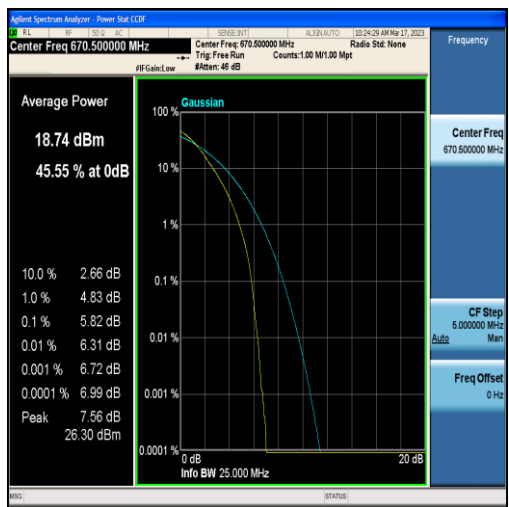 Agilent Spectrum Analyzer - Power Stat CCDF
RL RF 50 Ω AC SENSE:INT ALIGN AUTO 10:24:29 AM Mar 17, 2023
Center Freq 670.500000 MHz
Center Freq: 670.500000 MHz Radio Std: None
Trig: Free Run Counts:1.00 M/1.00 Mpt
#IFGain:Low #Atten: 46 dB
Frequency
Average Power
18.74 dBm
45.55 % at 0dB
10.0 % 2.66 dB
1.0 % 4.83 dB
0.1 % 5.82 dB
0.01 % 6.31 dB
0.001 % 6.72 dB
0.0001 % 6.99 dB
Peak 7.56 dB
26.30 dBm
Gaussian
100 %
10 %
1 %
0.1 %
0.01 %
0.001 %
0.0001 %
0 dB 20 dB
Info BW 25.000 MHz
Center Freq
670.500000 MHz
CF Step
5.000000 MHz
Auto Man
Freq Offset
0 Hz
MSG STATUS